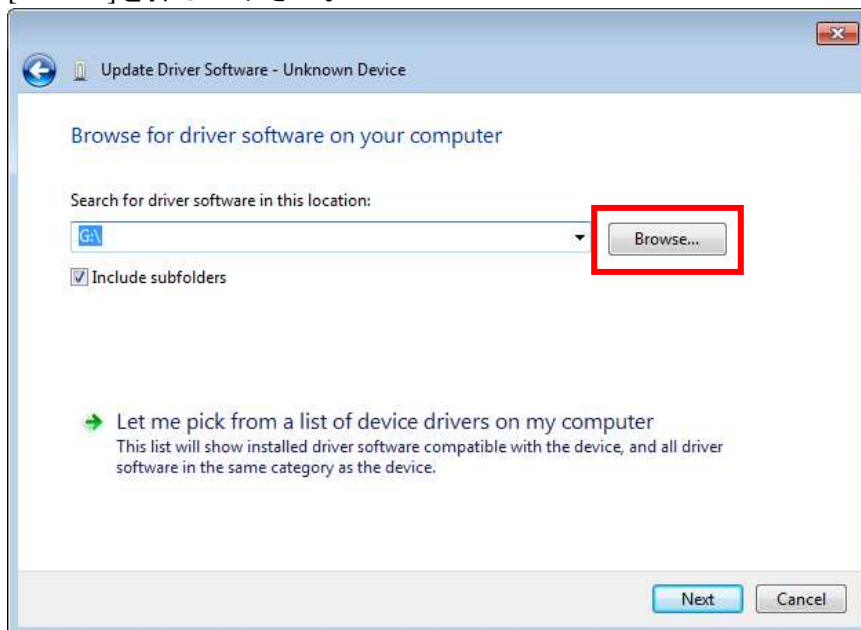 Update Driver Software - Unknown Device
Browse for driver software on your computer
Search for driver software in this location:
G:\
Browse...
Include subfolders
Let me pick from a list of device drivers on my computer
This list will show installed driver software compatible with the device, and all driver
software in the same category as the device.
Next
Cancel